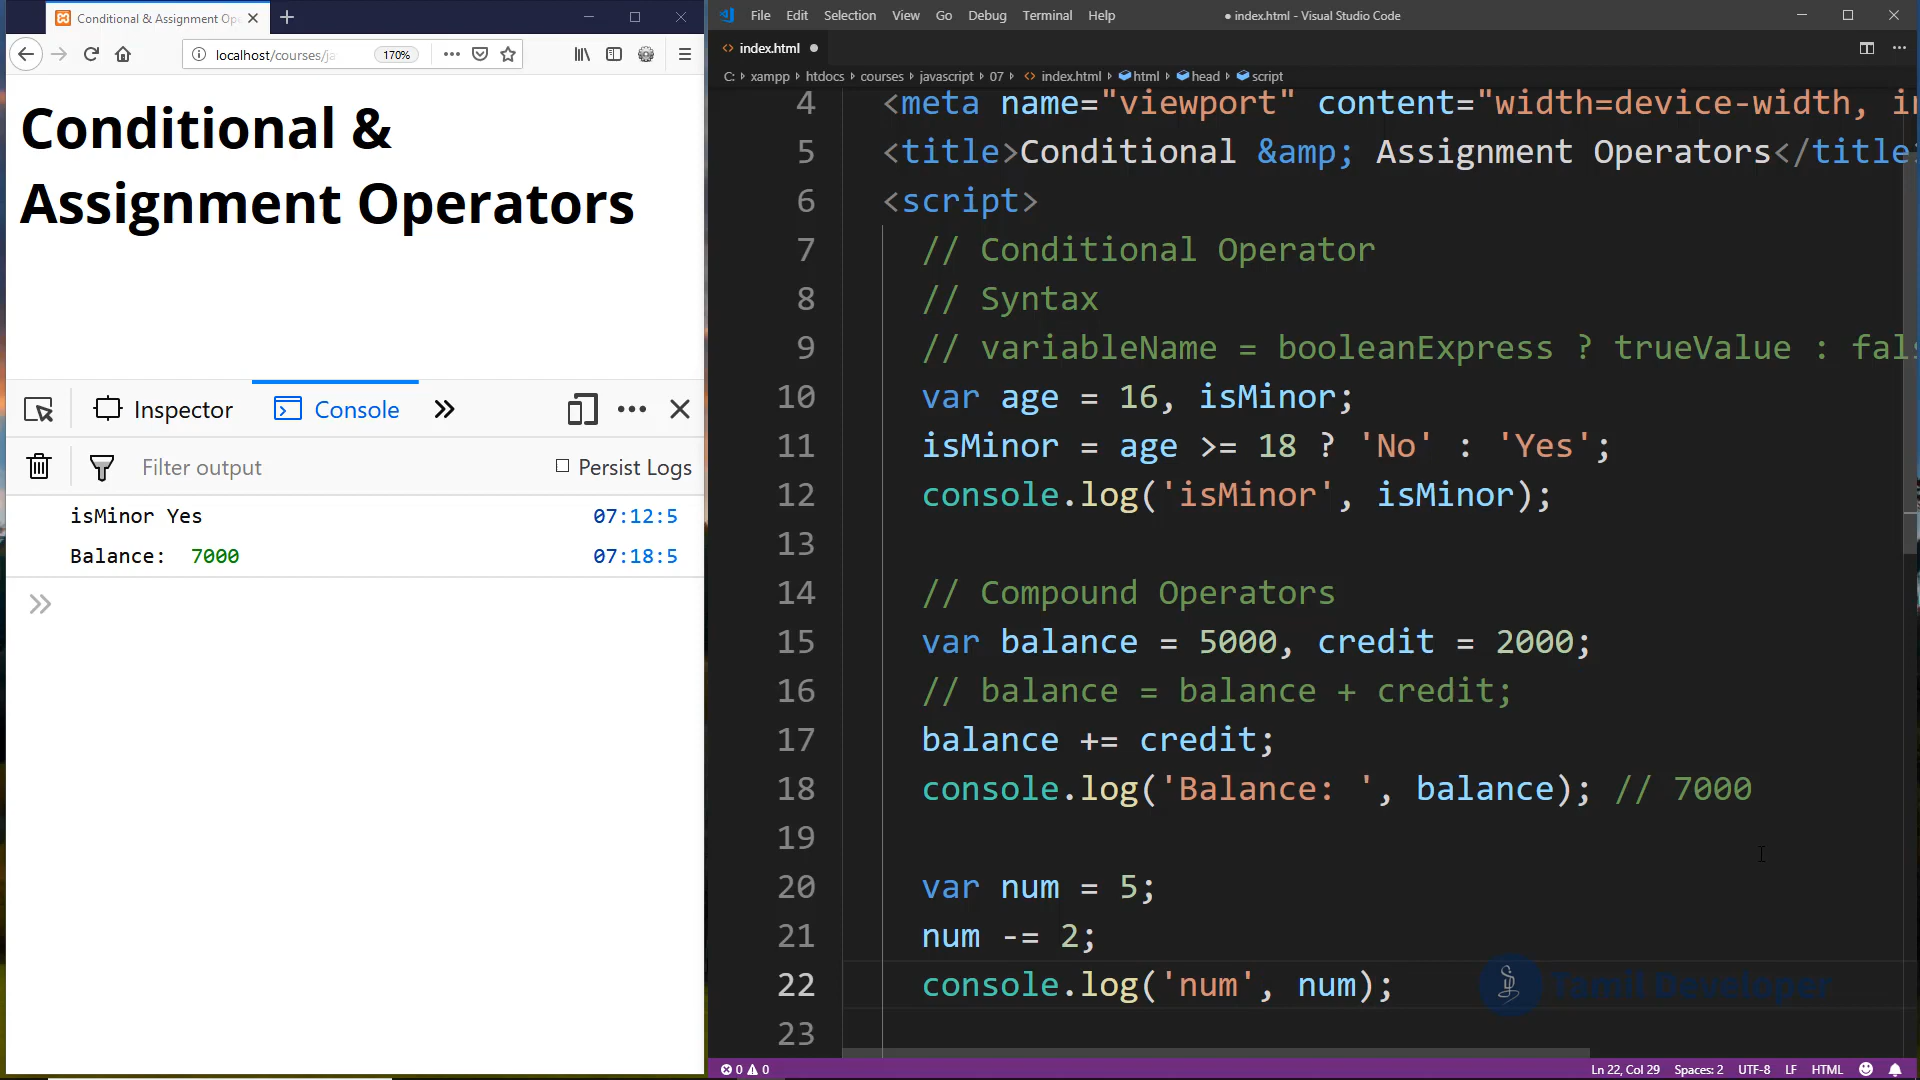 Conditional & Assignment Ope
localhost/courses/ja
170%
Conditional &
Assignment Operators
Inspector
Console
Filter output
Persist Logs
isMinor Yes
07:12:5
Balance:  7000
07:18:5
File Edit Selection View Go Debug Terminal Help
● index.html - Visual Studio Code
index.html
C: › xampp › htdocs › courses › javascript › 07 › index.html › html › head › script
4 <meta name="viewport" content="width=device-width, in
5 <title>Conditional &amp; Assignment Operators</title
6 <script>
7 // Conditional Operator
8 // Syntax
9 // variableName = booleanExpress ? trueValue : fals
10 var age = 16, isMinor;
11 isMinor = age >= 18 ? 'No' : 'Yes';
12 console.log('isMinor', isMinor);
13
14 // Compound Operators
15 var balance = 5000, credit = 2000;
16 // balance = balance + credit;
17 balance += credit;
18 console.log('Balance: ', balance); // 7000
19
20 var num = 5;
21 num -= 2;
22 console.log('num', num);
23
Tamil Developer
0 0
Ln 22, Col 29 Spaces: 2 UTF-8 LF HTML